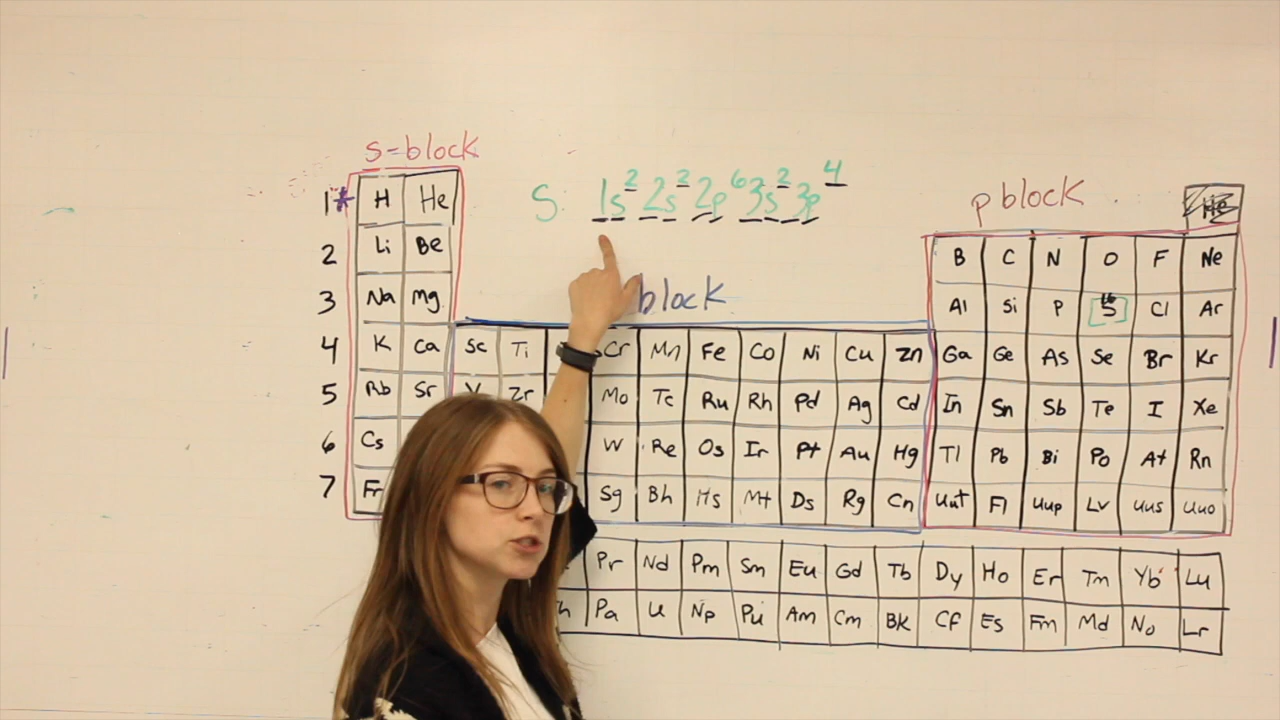 s-block
S: 1s² 2s² 2p⁶ 3s² 3p⁴
p block
1 * H He He
2 Li Be B C N O F Ne
block
3 Na Mg Al Si P 16 S Cl Ar
4 K Ca Sc Ti Cr Mn Fe Co Ni Cu Zn Ga Ge As Se Br Kr
5 Rb Sr Y Zr Mo Tc Ru Rh Pd Ag Cd In Sn Sb Te I Xe
6 Cs W Re Os Ir Pt Au Hg Tl Pb Bi Po At Rn
7 Fr Sg Bh Hs Mt Ds Rg Cn Uut Fl Uup Lv Uus Uuo
Pr Nd Pm Sm Eu Gd Tb Dy Ho Er Tm Yb Lu
Pa U Np Pu Am Cm Bk Cf Es Fm Md No Lr